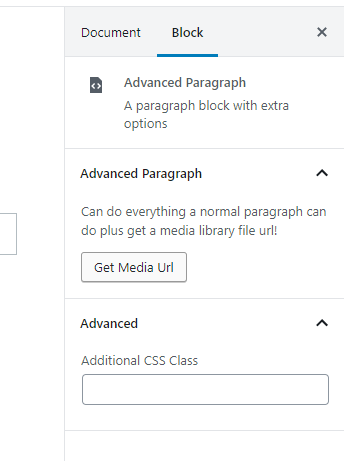 Document Block
Advanced Paragraph
A paragraph block with extra
options
Advanced Paragraph
Can do everything a normal paragraph can
do plus get a media library file url!
Get Media Url
Advanced
Additional CSS Class